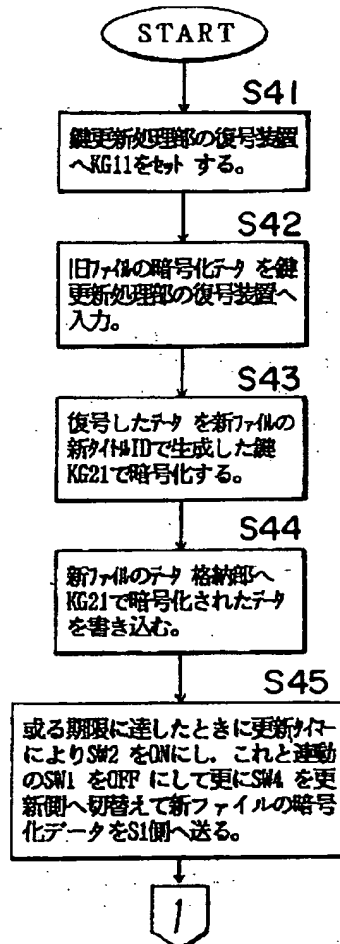 START
S41
鍵更新処理部の復号装置
へKG11をセット する。
S42
旧ファイルの暗号化データ を鍵
更新処理部の復号装置へ
入力。
S43
復号したデータ を新ファイルの
新タイトルIDで生成した鍵
KG21で暗号化する。
S44
新ファイルのデータ 格納部へ
KG21で暗号化されたデータ
を書き込む。
S45
或る期限に達したときに更新タイマー
によりSW2 をONにし、これと連動
のSW1 をOFF にして更にSW4 を更
新側へ切替えて新ファイルの暗号
化データをS1側へ送る。
1